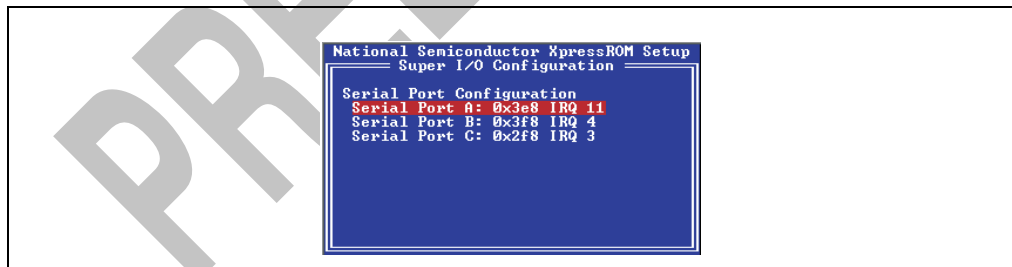 National Semiconductor XpressROM Setup
Super I/O Configuration
Serial Port Configuration
Serial Port A: 0x3e8 IRQ 11
Serial Port B: 0x3f8 IRQ 4
Serial Port C: 0x2f8 IRQ 3